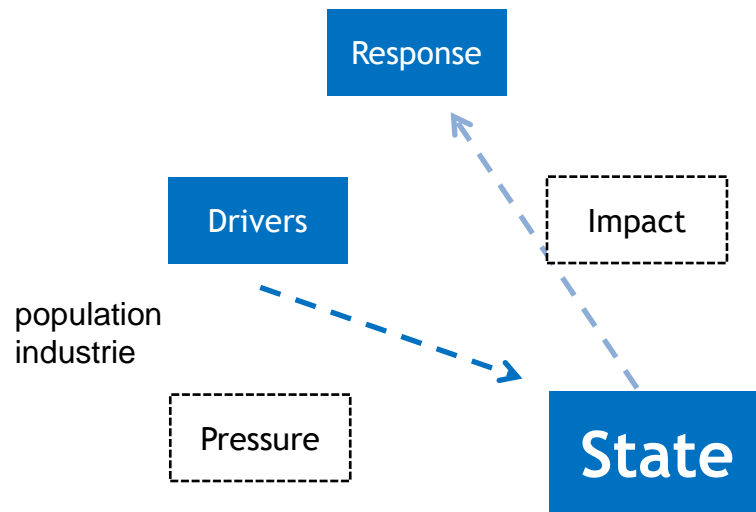 Response
Drivers
Impact
population
industrie
Pressure
State